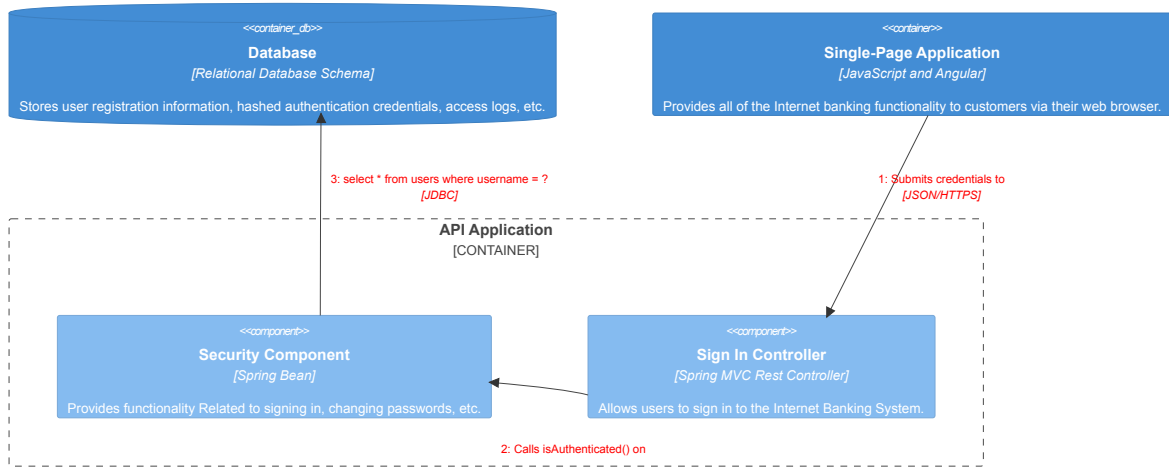 <<container_db>>
Database
[Relational Database Schema]
Stores user registration information, hashed authentication credentials, access logs, etc.
<<container>>
Single-Page Application
[JavaScript and Angular]
Provides all of the Internet banking functionality to customers via their web browser.
3: select * from users where username = ?
[JDBC]
1: Submits credentials to
[JSON/HTTPS]
API Application
[CONTAINER]
<<component>>
Security Component
[Spring Bean]
Provides functionality Related to signing in, changing passwords, etc.
<<component>>
Sign In Controller
[Spring MVC Rest Controller]
Allows users to sign in to the Internet Banking System.
2: Calls isAuthenticated() on